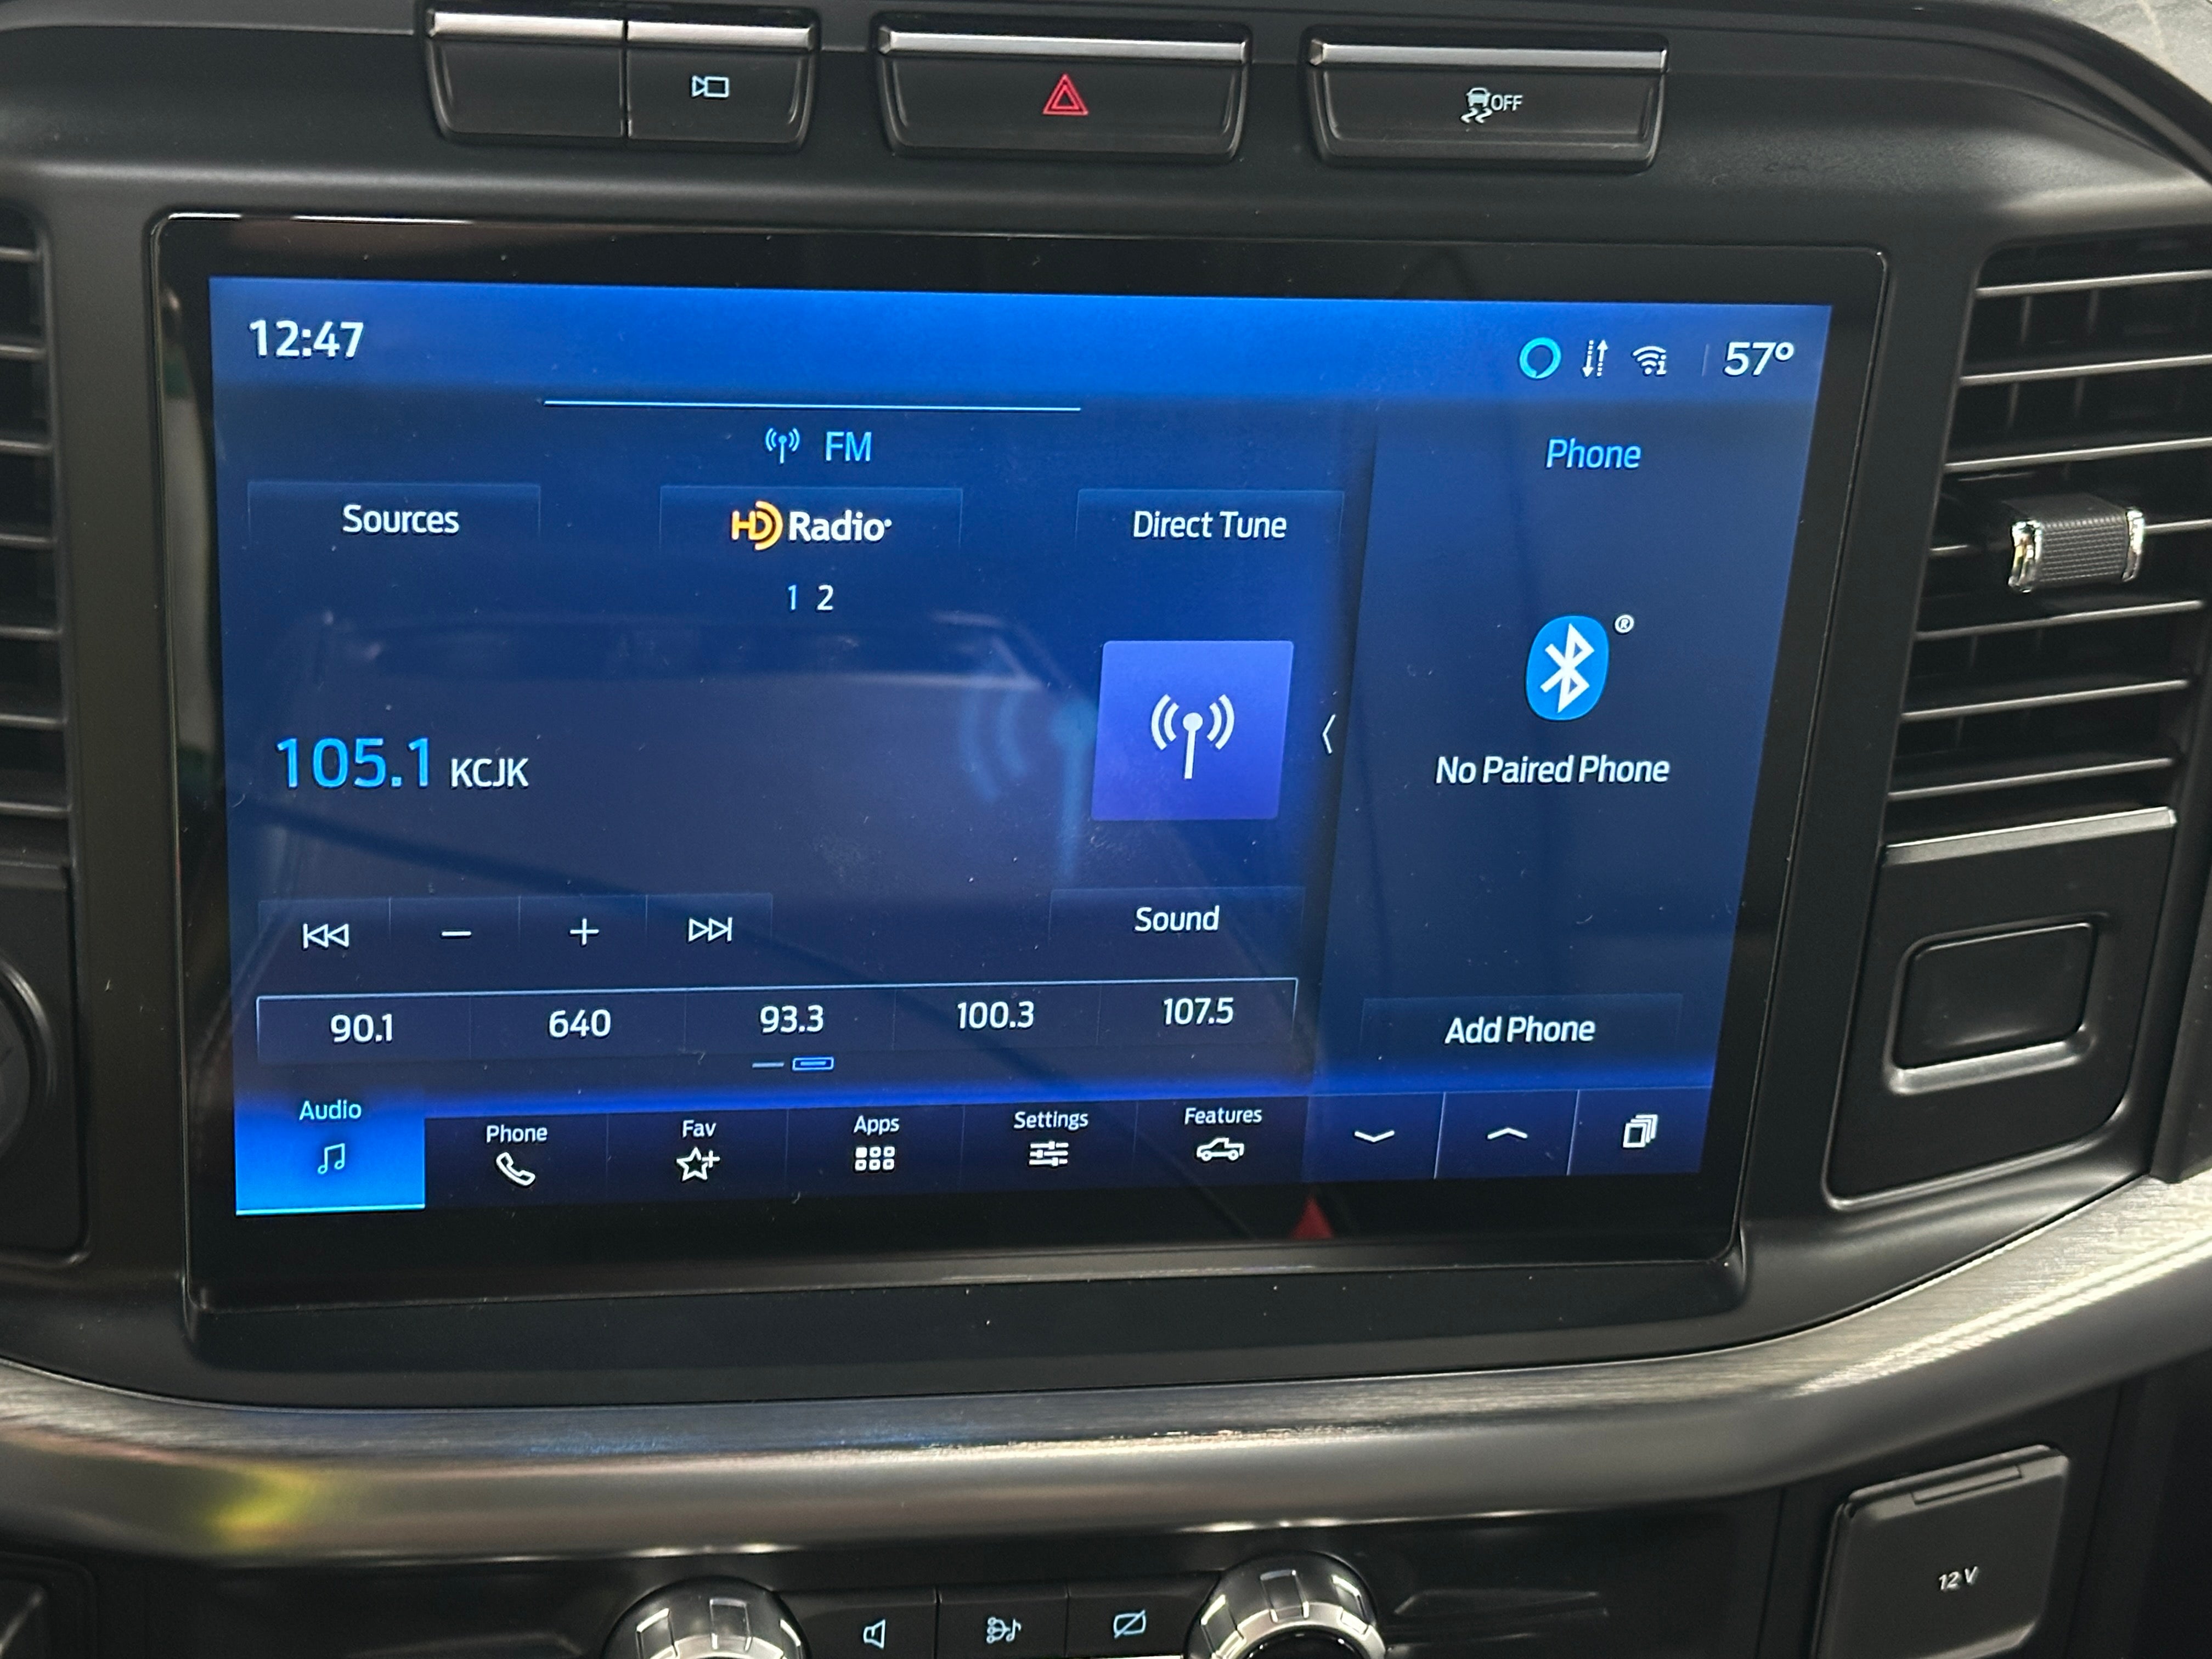 OFF
12:47
57°
FM
Phone
Sources
HD Radio
Direct Tune
1 2
®
105.1 KCJK
No Paired Phone
Sound
90.1 640 93.3 100.3 107.5
Add Phone
Audio
Phone
Fav
Apps
Settings
Features
12V